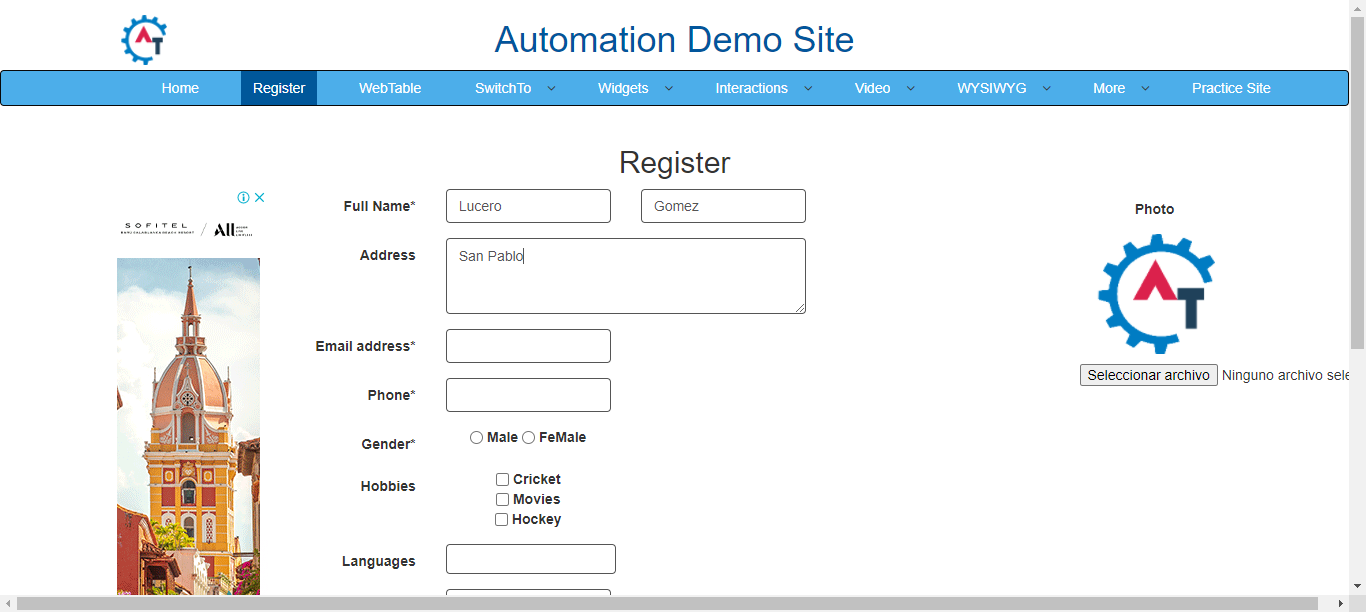 Automation Demo Site
Home Register WebTable SwitchTo Widgets Interactions Video WYSIWYG More Practice Site
Register
Full Name* Lucero Gomez
Photo
SOFITEL / ALL
Address San Pablo
Email address*
Seleccionar archivo Ninguno archivo sele
Phone*
Gender* Male FeMale
Hobbies Cricket
Movies
Hockey
Languages